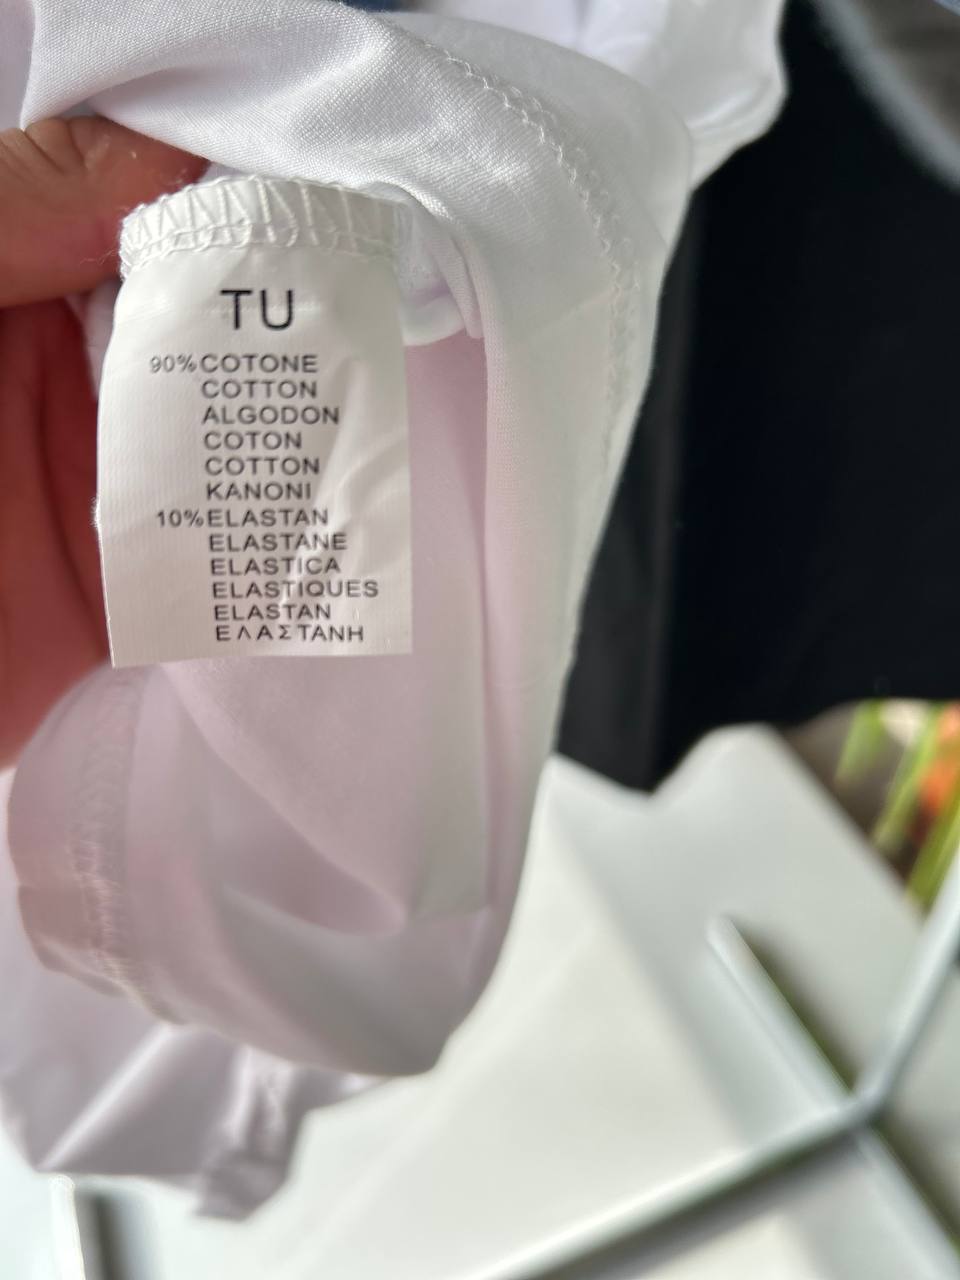 TU
90%COTONE
COTTON
ALGODON
COTON
COTTON
KANONI
10%ELASTAN
ELASTANE
ELASTICA
ELASTIQUES
ELASTAN
ΕΛΑΣΤΑΝΗ